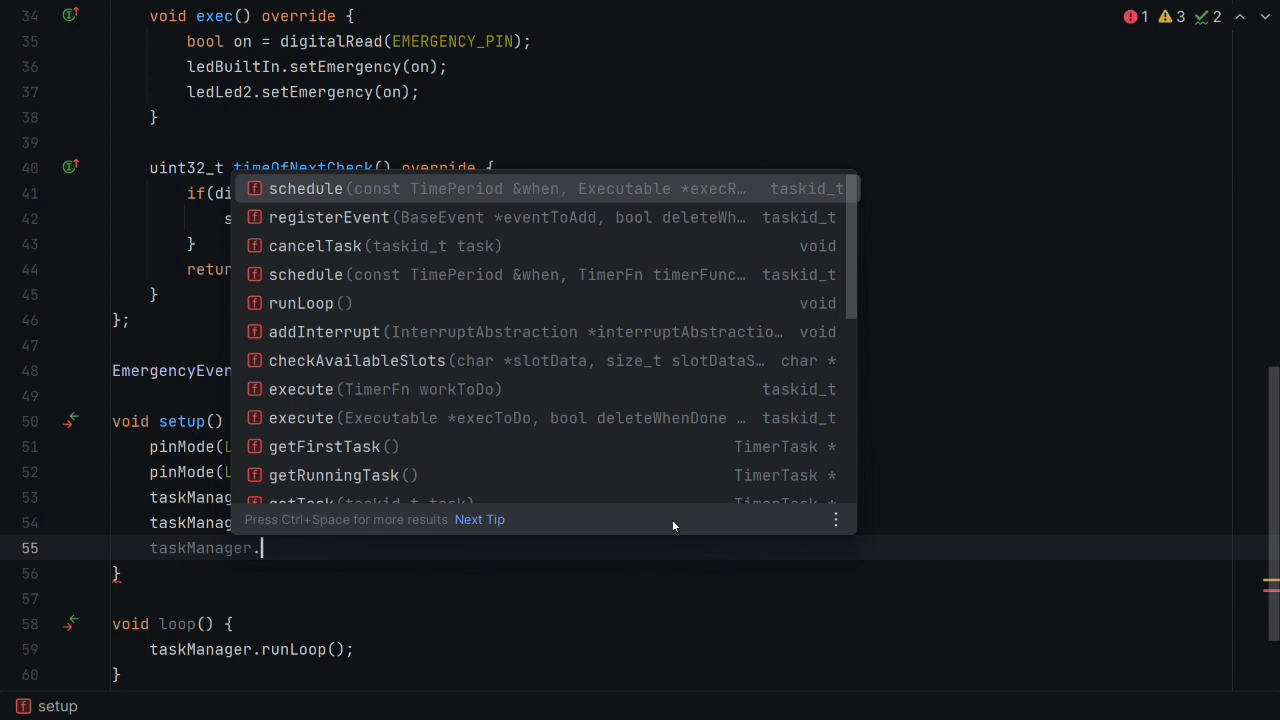 34 void exec() override { 1 3 2
35 bool on = digitalRead(EMERGENCY_PIN);
36 ledBuiltIn.setEmergency(on);
37 ledLed2.setEmergency(on);
38 }
39
40 uint32_t timeOfNextCheck() override {
41 if(di
42 s
43 }
44 retur
45 }
46 };
47
48 EmergencyEven
49
50 void setup()
51 pinMode(L
52 pinMode(L
53 taskManag
54 taskManag
55 taskManager.
56 }
57
58 void loop() {
59 taskManager.runLoop();
60 }
f schedule(const TimePeriod &when, Executable *execR… taskid_t
f registerEvent(BaseEvent *eventToAdd, bool deleteWh… taskid_t
f cancelTask(taskid_t task) void
f schedule(const TimePeriod &when, TimerFn timerFunc… taskid_t
f runLoop() void
f addInterrupt(InterruptAbstraction *interruptAbstractio… void
f checkAvailableSlots(char *slotData, size_t slotDataS… char *
f execute(TimerFn workToDo) taskid_t
f execute(Executable *execToDo, bool deleteWhenDone … taskid_t
f getFirstTask() TimerTask *
f getRunningTask() TimerTask *
f getTask(taskid_t task) TimerTask *
Press Ctrl+Space for more results Next Tip
f setup